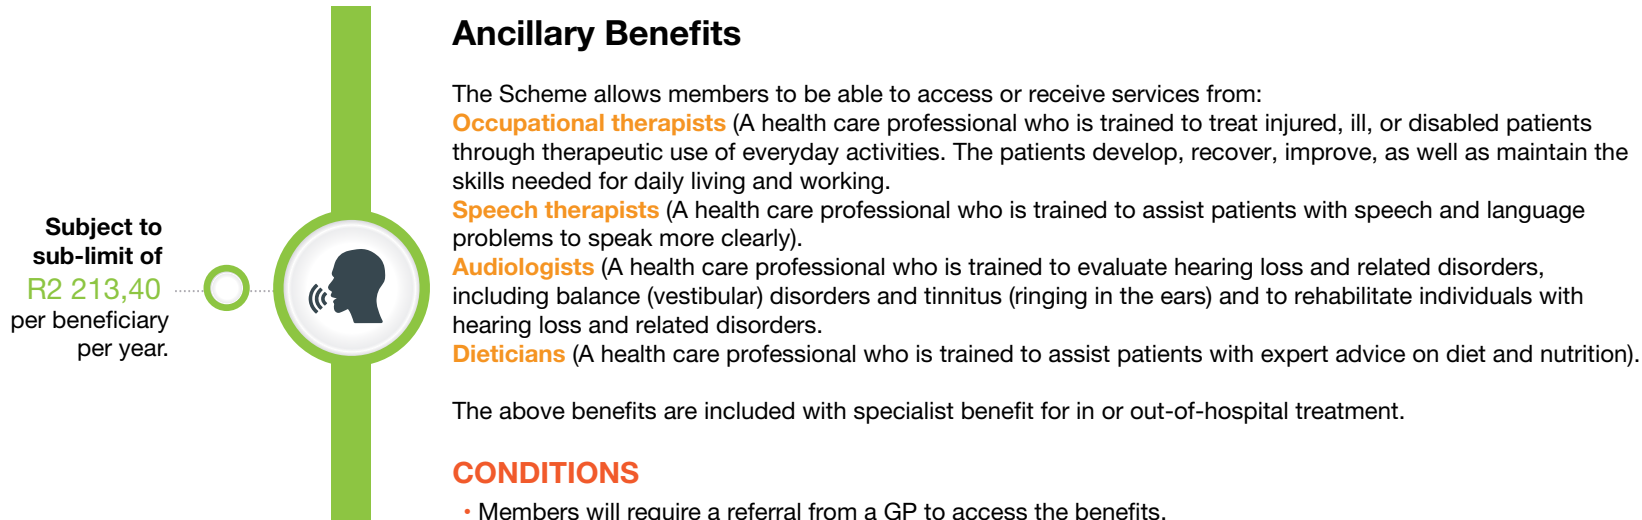 Ancillary Benefits
The Scheme allows members to be able to access or receive services from:
Occupational therapists (A health care professional who is trained to treat injured, ill, or disabled patients
through therapeutic use of everyday activities. The patients develop, recover, improve, as well as maintain the
skills needed for daily living and working.
Speech therapists (A health care professional who is trained to assist patients with speech and language
problems to speak more clearly).
Audiologists (A health care professional who is trained to evaluate hearing loss and related disorders,
including balance (vestibular) disorders and tinnitus (ringing in the ears) and to rehabilitate individuals with
hearing loss and related disorders.
Dieticians (A health care professional who is trained to assist patients with expert advice on diet and nutrition).
The above benefits are included with specialist benefit for in or out-of-hospital treatment.
CONDITIONS
• Members will require a referral from a GP to access the benefits.
Subject to
sub-limit of
R2 213,40
per beneficiary
per year.